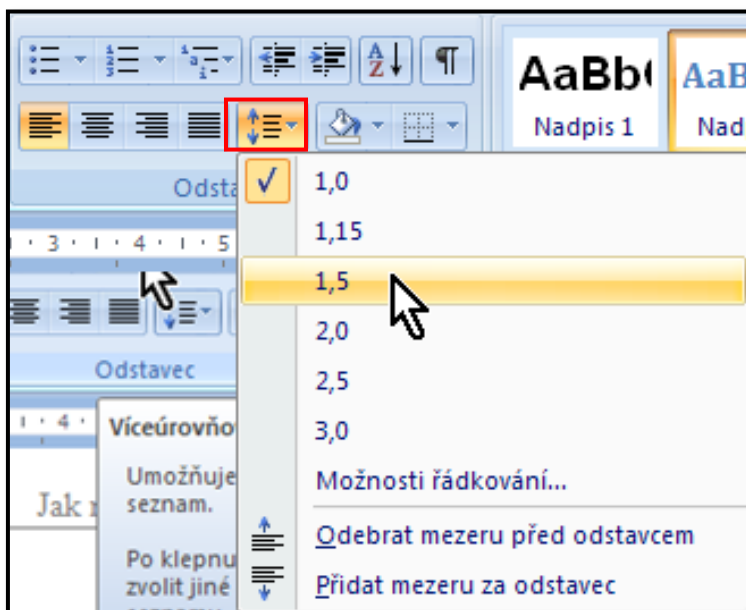 AaBb
AaB
Nadpis 1
Nad
Odsta
1,0
3 4 5
1,15
1,5
2,0
Odstavec
2,5
4
Víceúrovňo
3,0
Umožňuje
seznam.
Možnosti řádkování...
Jak
Odebrat mezeru před odstavcem
Po klepnu
zvolit jiné
Přidat mezeru za odstavec